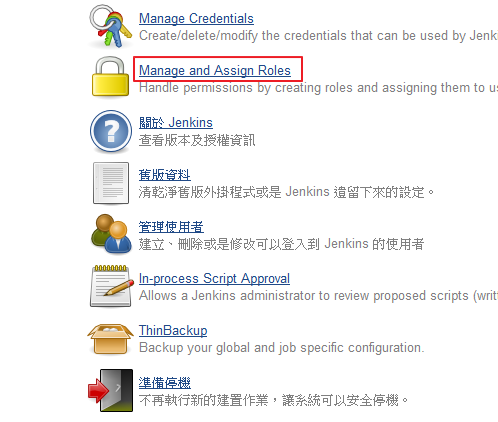 Manage Credentials
Create/delete/modify the credentials that can be used by Jenk
Manage and Assign Roles
Handle permissions by creating roles and assigning them to us
關於 Jenkins
查看版本及授權資訊
舊版資料
清乾淨舊版外掛程式或是 Jenkins 遺留下來的設定。
管理使用者
建立、刪除或是修改可以登入到 Jenkins 的使用者
In-process Script Approval
Allows a Jenkins administrator to review proposed scripts (writt
ThinBackup
Backup your global and job specific configuration.
準備停機
不再執行新的建置作業，讓系統可以安全停機。